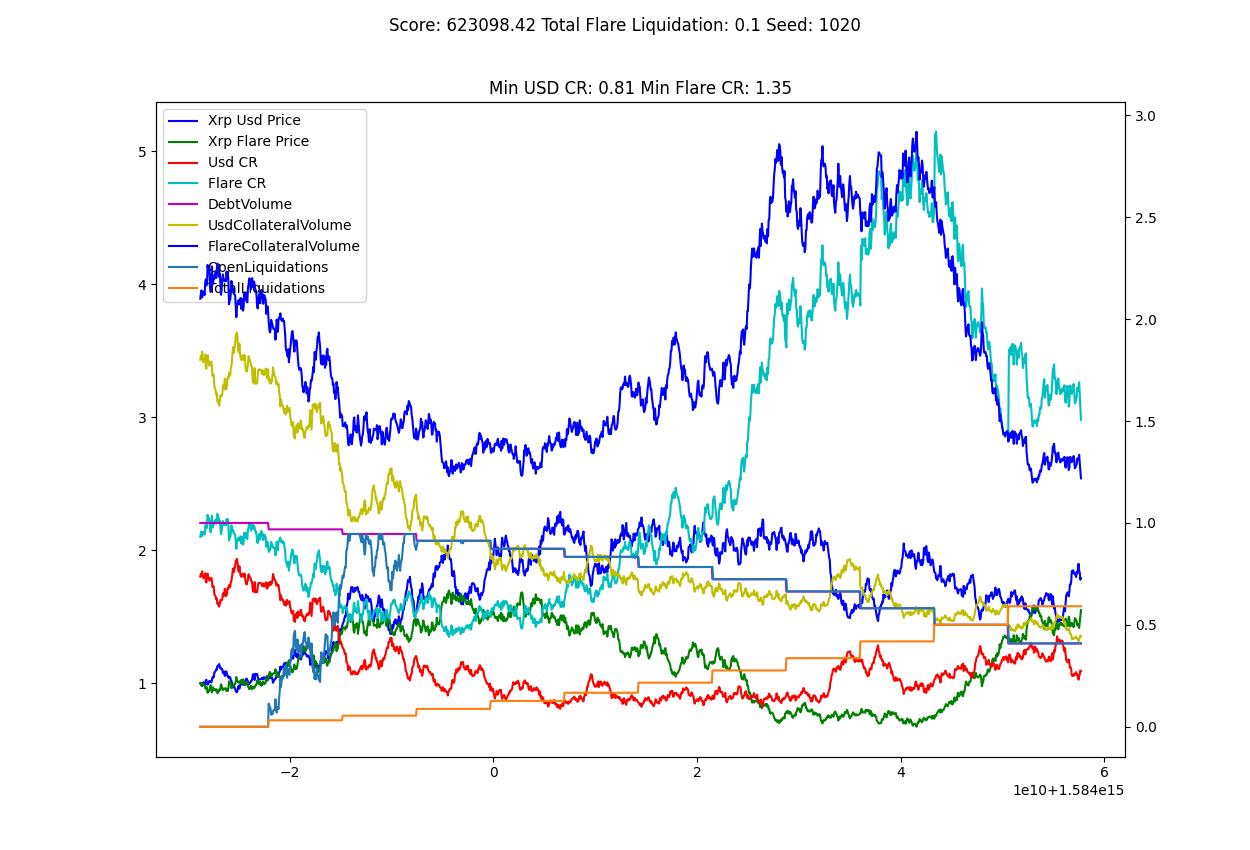 Score: 623098.42 Total Flare Liquidation: 0.1 Seed: 1020
Min USD CR: 0.81 Min Flare CR: 1.35
Xrp Usd Price
Xrp Flare Price
Usd CR
Flare CR
DebtVolume
UsdCollateralVolume
FlareCollateralVolume
OpenLiquidations
TotalLiquidations
5
4
3
2
1
3.0
2.5
2.0
1.5
1.0
0.5
0.0
−2
0
2
4
6
1e10+1.584e15